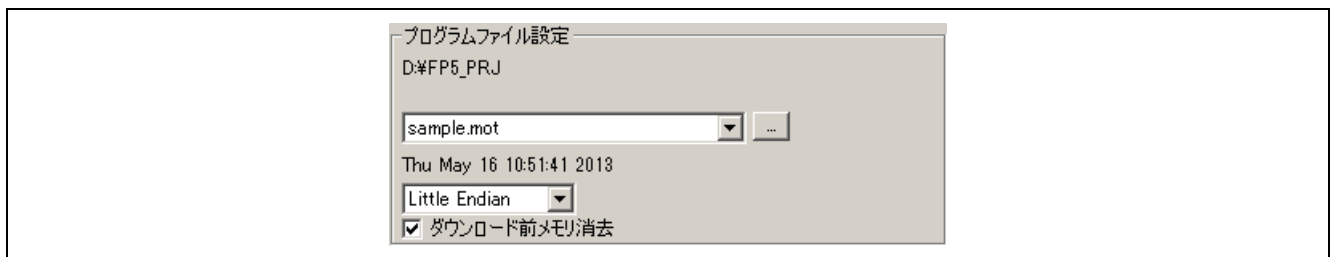 プログラムファイル設定
D:¥FP5_PRJ
sample.mot
...
Thu May 16 10:51:41 2013
Little Endian
ダウンロード前メモリ消去